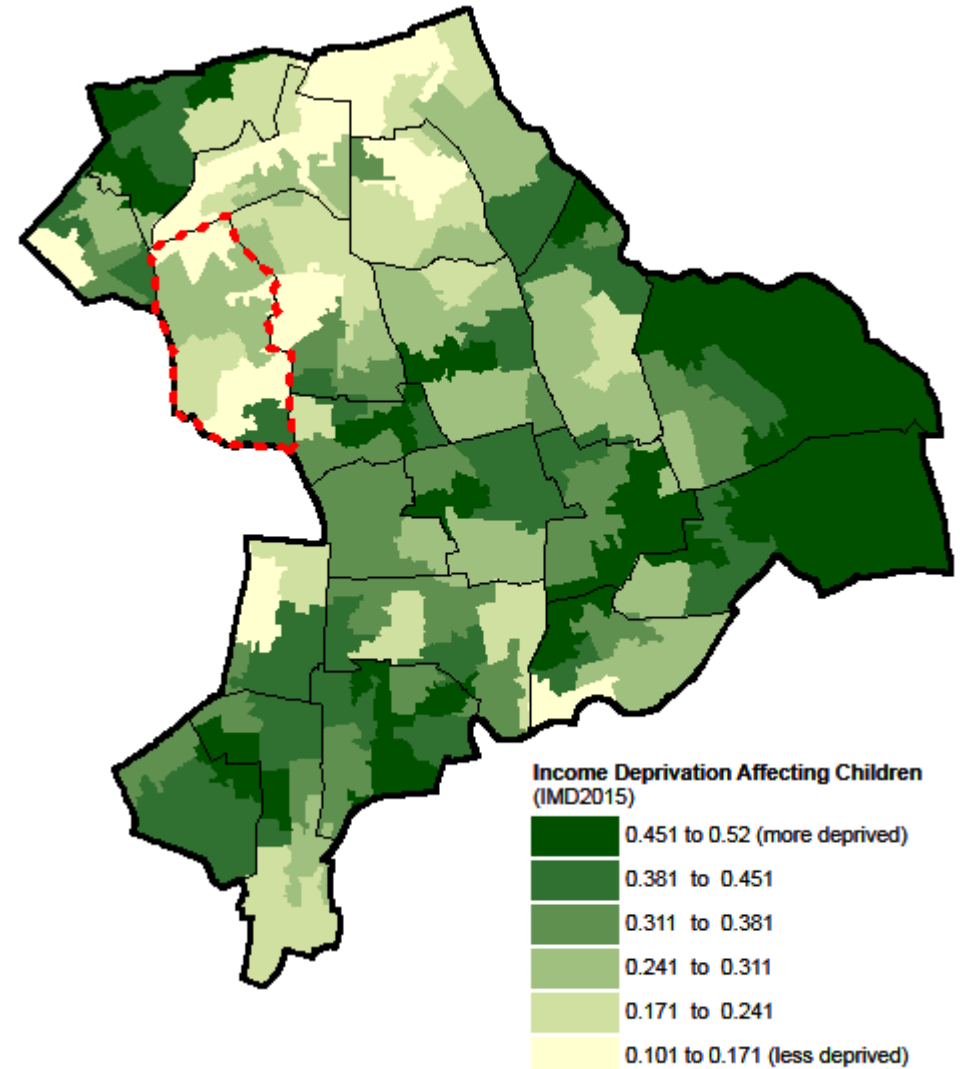 Income Deprivation Affecting Children
(IMD2015)
0.451 to 0.52 (more deprived)
0.381 to 0.451
0.311 to 0.381
0.241 to 0.311
0.171 to 0.241
0.101 to 0.171 (less deprived)